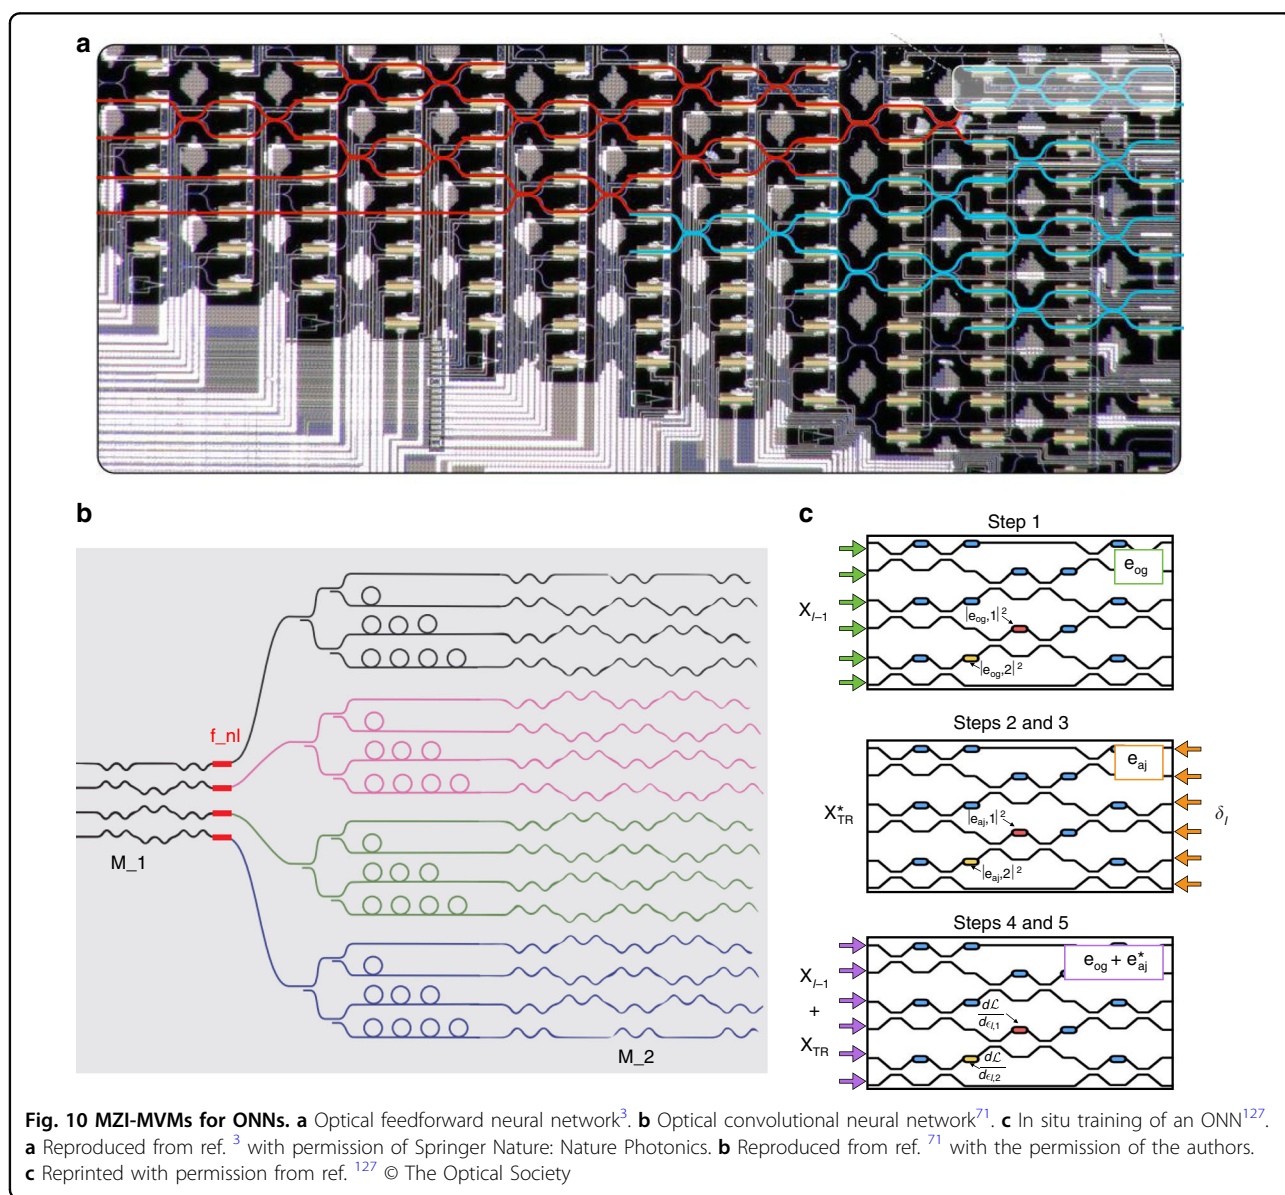 a
b
f_nl
M_1
M_2
c
Step 1
e_og
X_l−1
|e_og,1|²
|e_og,2|²
Steps 2 and 3
e_aj
X*_TR
|e_aj,1|²
δ_l
|e_aj,2|²
Steps 4 and 5
e_og + e*_aj
X_l−1
+
X_TR
dℒ
dϵ_l,1
dℒ
dϵ_l,2
Fig. 10 MZI-MVMs for ONNs. a Optical feedforward neural network³. b Optical convolutional neural network⁷¹. c In situ training of an ONN¹²⁷.
a Reproduced from ref. ³ with permission of Springer Nature: Nature Photonics. b Reproduced from ref. ⁷¹ with the permission of the authors.
c Reprinted with permission from ref. ¹²⁷ © The Optical Society